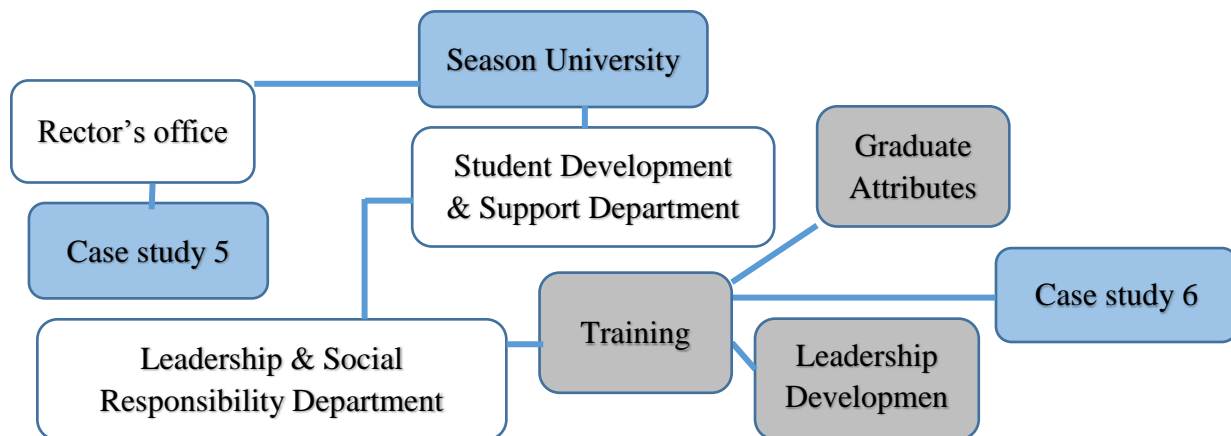 Season University
Rector’s office
Student Development
& Support Department
Graduate
Attributes
Case study 5
Case study 6
Training
Leadership & Social
Responsibility Department
Leadership
Developmen